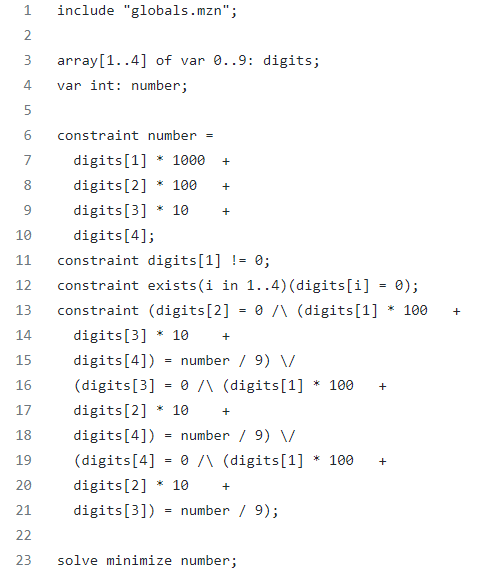 1 include "globals.mzn";
2
3 array[1..4] of var 0..9: digits;
4 var int: number;
5
6 constraint number =
7   digits[1] * 1000  +
8   digits[2] * 100   +
9   digits[3] * 10    +
10   digits[4];
11 constraint digits[1] != 0;
12 constraint exists(i in 1..4)(digits[i] = 0);
13 constraint (digits[2] = 0 /\ (digits[1] * 100   +
14   digits[3] * 10    +
15   digits[4]) = number / 9) \/
16   (digits[3] = 0 /\ (digits[1] * 100   +
17   digits[2] * 10    +
18   digits[4]) = number / 9) \/
19   (digits[4] = 0 /\ (digits[1] * 100   +
20   digits[2] * 10    +
21   digits[3]) = number / 9);
22
23 solve minimize number;